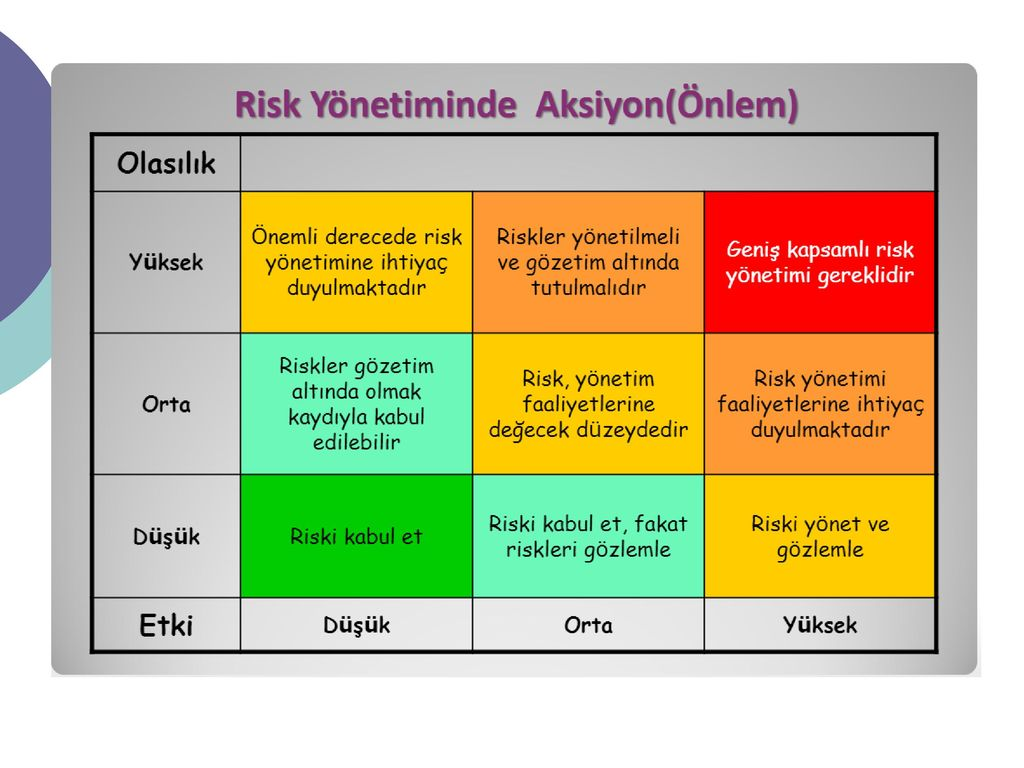 Risk Yönetiminde Aksiyon(Önlem)
Olasılık
Yüksek
Önemli derecede risk
yönetimine ihtiyaç
duyulmaktadır
Riskler yönetilmeli
ve gözetim altında
tutulmalıdır
Geniş kapsamlı risk
yönetimi gereklidir
Orta
Riskler gözetim
altında olmak
kaydıyla kabul
edilebilir
Risk, yönetim
faaliyetlerine
değecek düzeydedir
Risk yönetimi
faaliyetlerine ihtiyaç
duyulmaktadır
Düşük
Riski kabul et
Riski kabul et, fakat
riskleri gözlemle
Riski yönet ve
gözlemle
Etki
Düşük
Orta
Yüksek